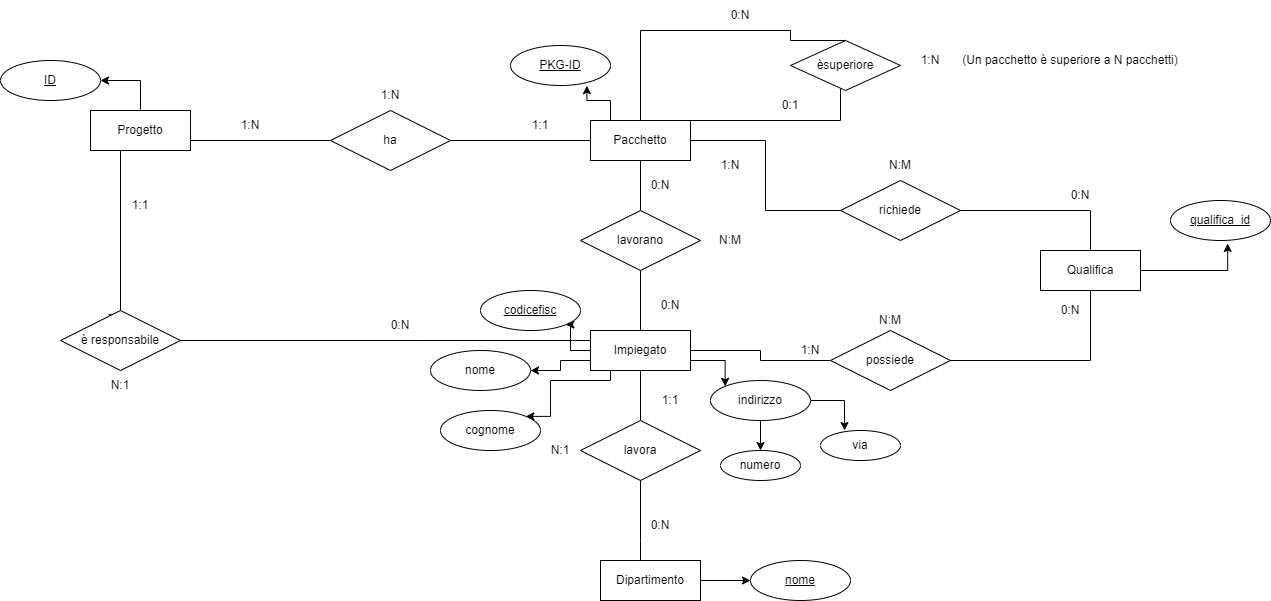 0:N
PKG-ID
èsuperiore
1:N
(Un pacchetto è superiore a N pacchetti)
ID
1:N
0:1
Progetto
1:N
ha
1:1
Pacchetto
1:N
N:M
0:N
1:1
0:N
richiede
qualifica_id
lavorano
N:M
Qualifica
0:N
codicefisc
0:N
0:N
N:M
è responsabile
Impiegato
1:N
possiede
N:1
nome
1:1
indirizzo
cognome
N:1
lavora
via
numero
0:N
Dipartimento
nome